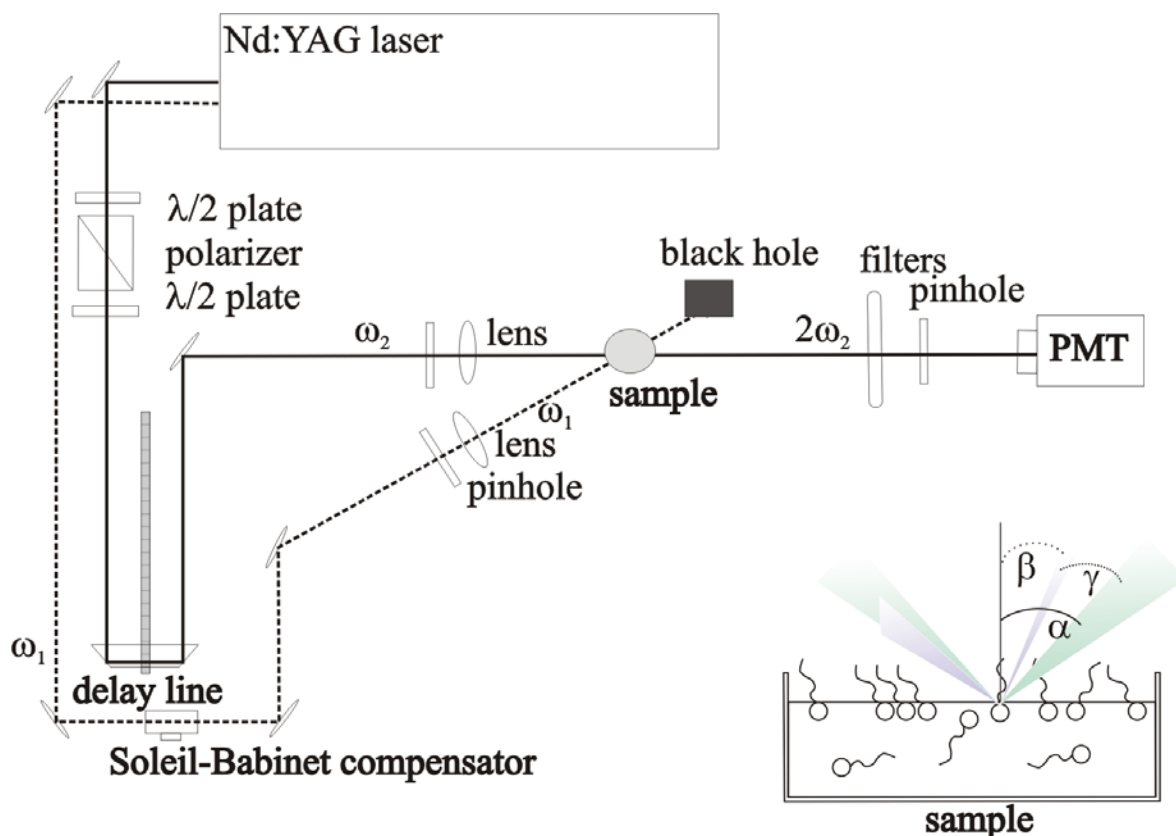 Nd:YAG laser
λ/2 plate
polarizer
λ/2 plate
black hole
filters
pinhole
ω₂
lens
2ω₂
PMT
sample
ω₁
lens
pinhole
ω₁
delay line
Soleil-Babinet compensator
β
γ
α
sample